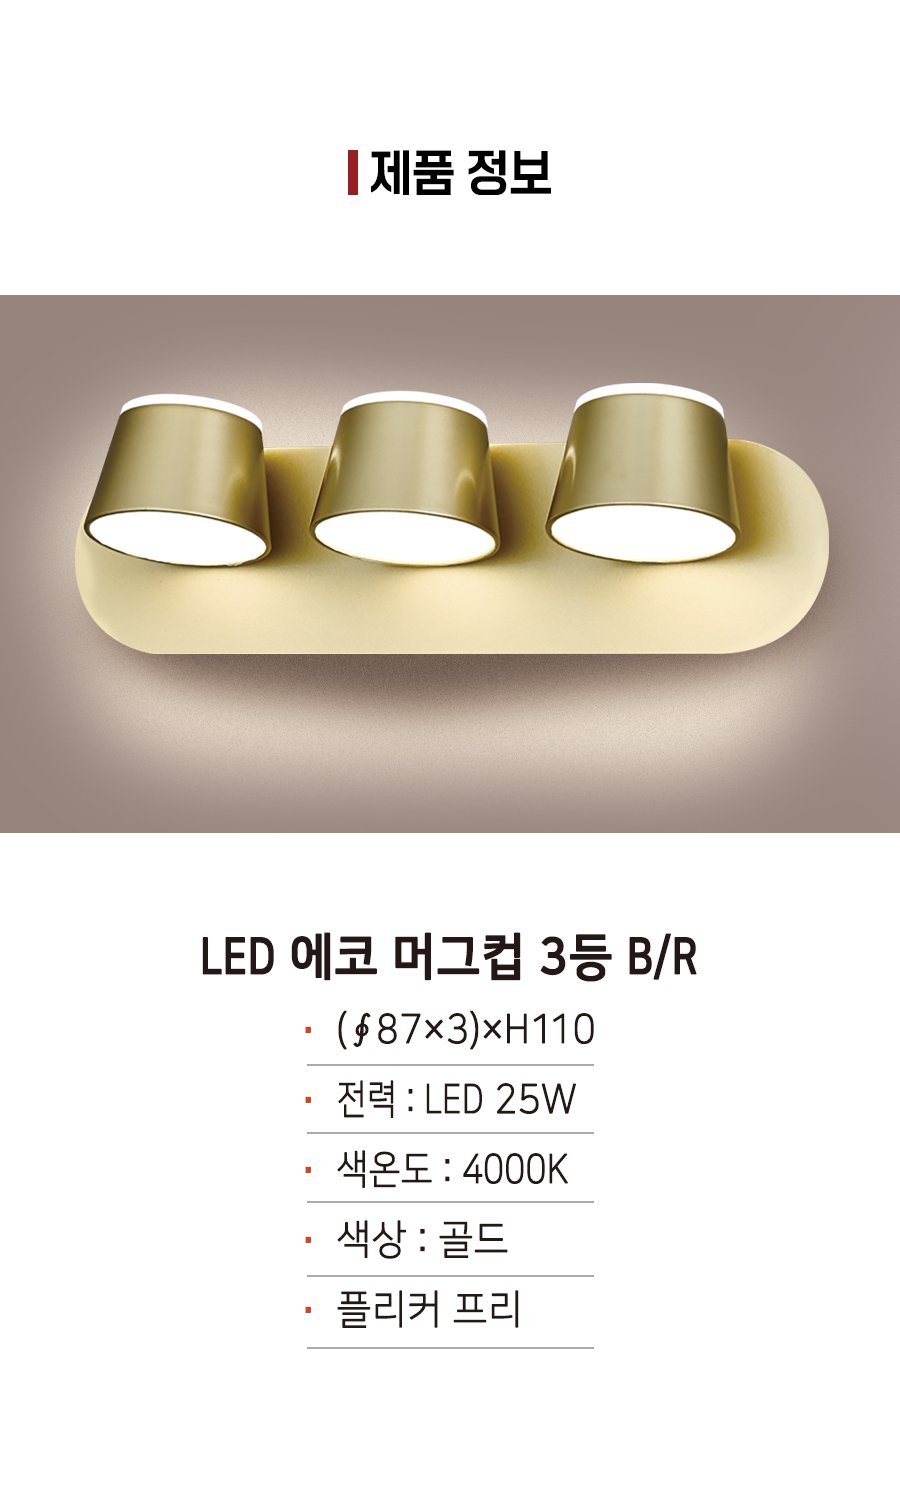 제품 정보
LED 에코 머그컵 3등 B/R
· (∮87×3)×H110
· 전력 : LED 25W
· 색온도 : 4000K
· 색상 : 골드
· 플리커 프리